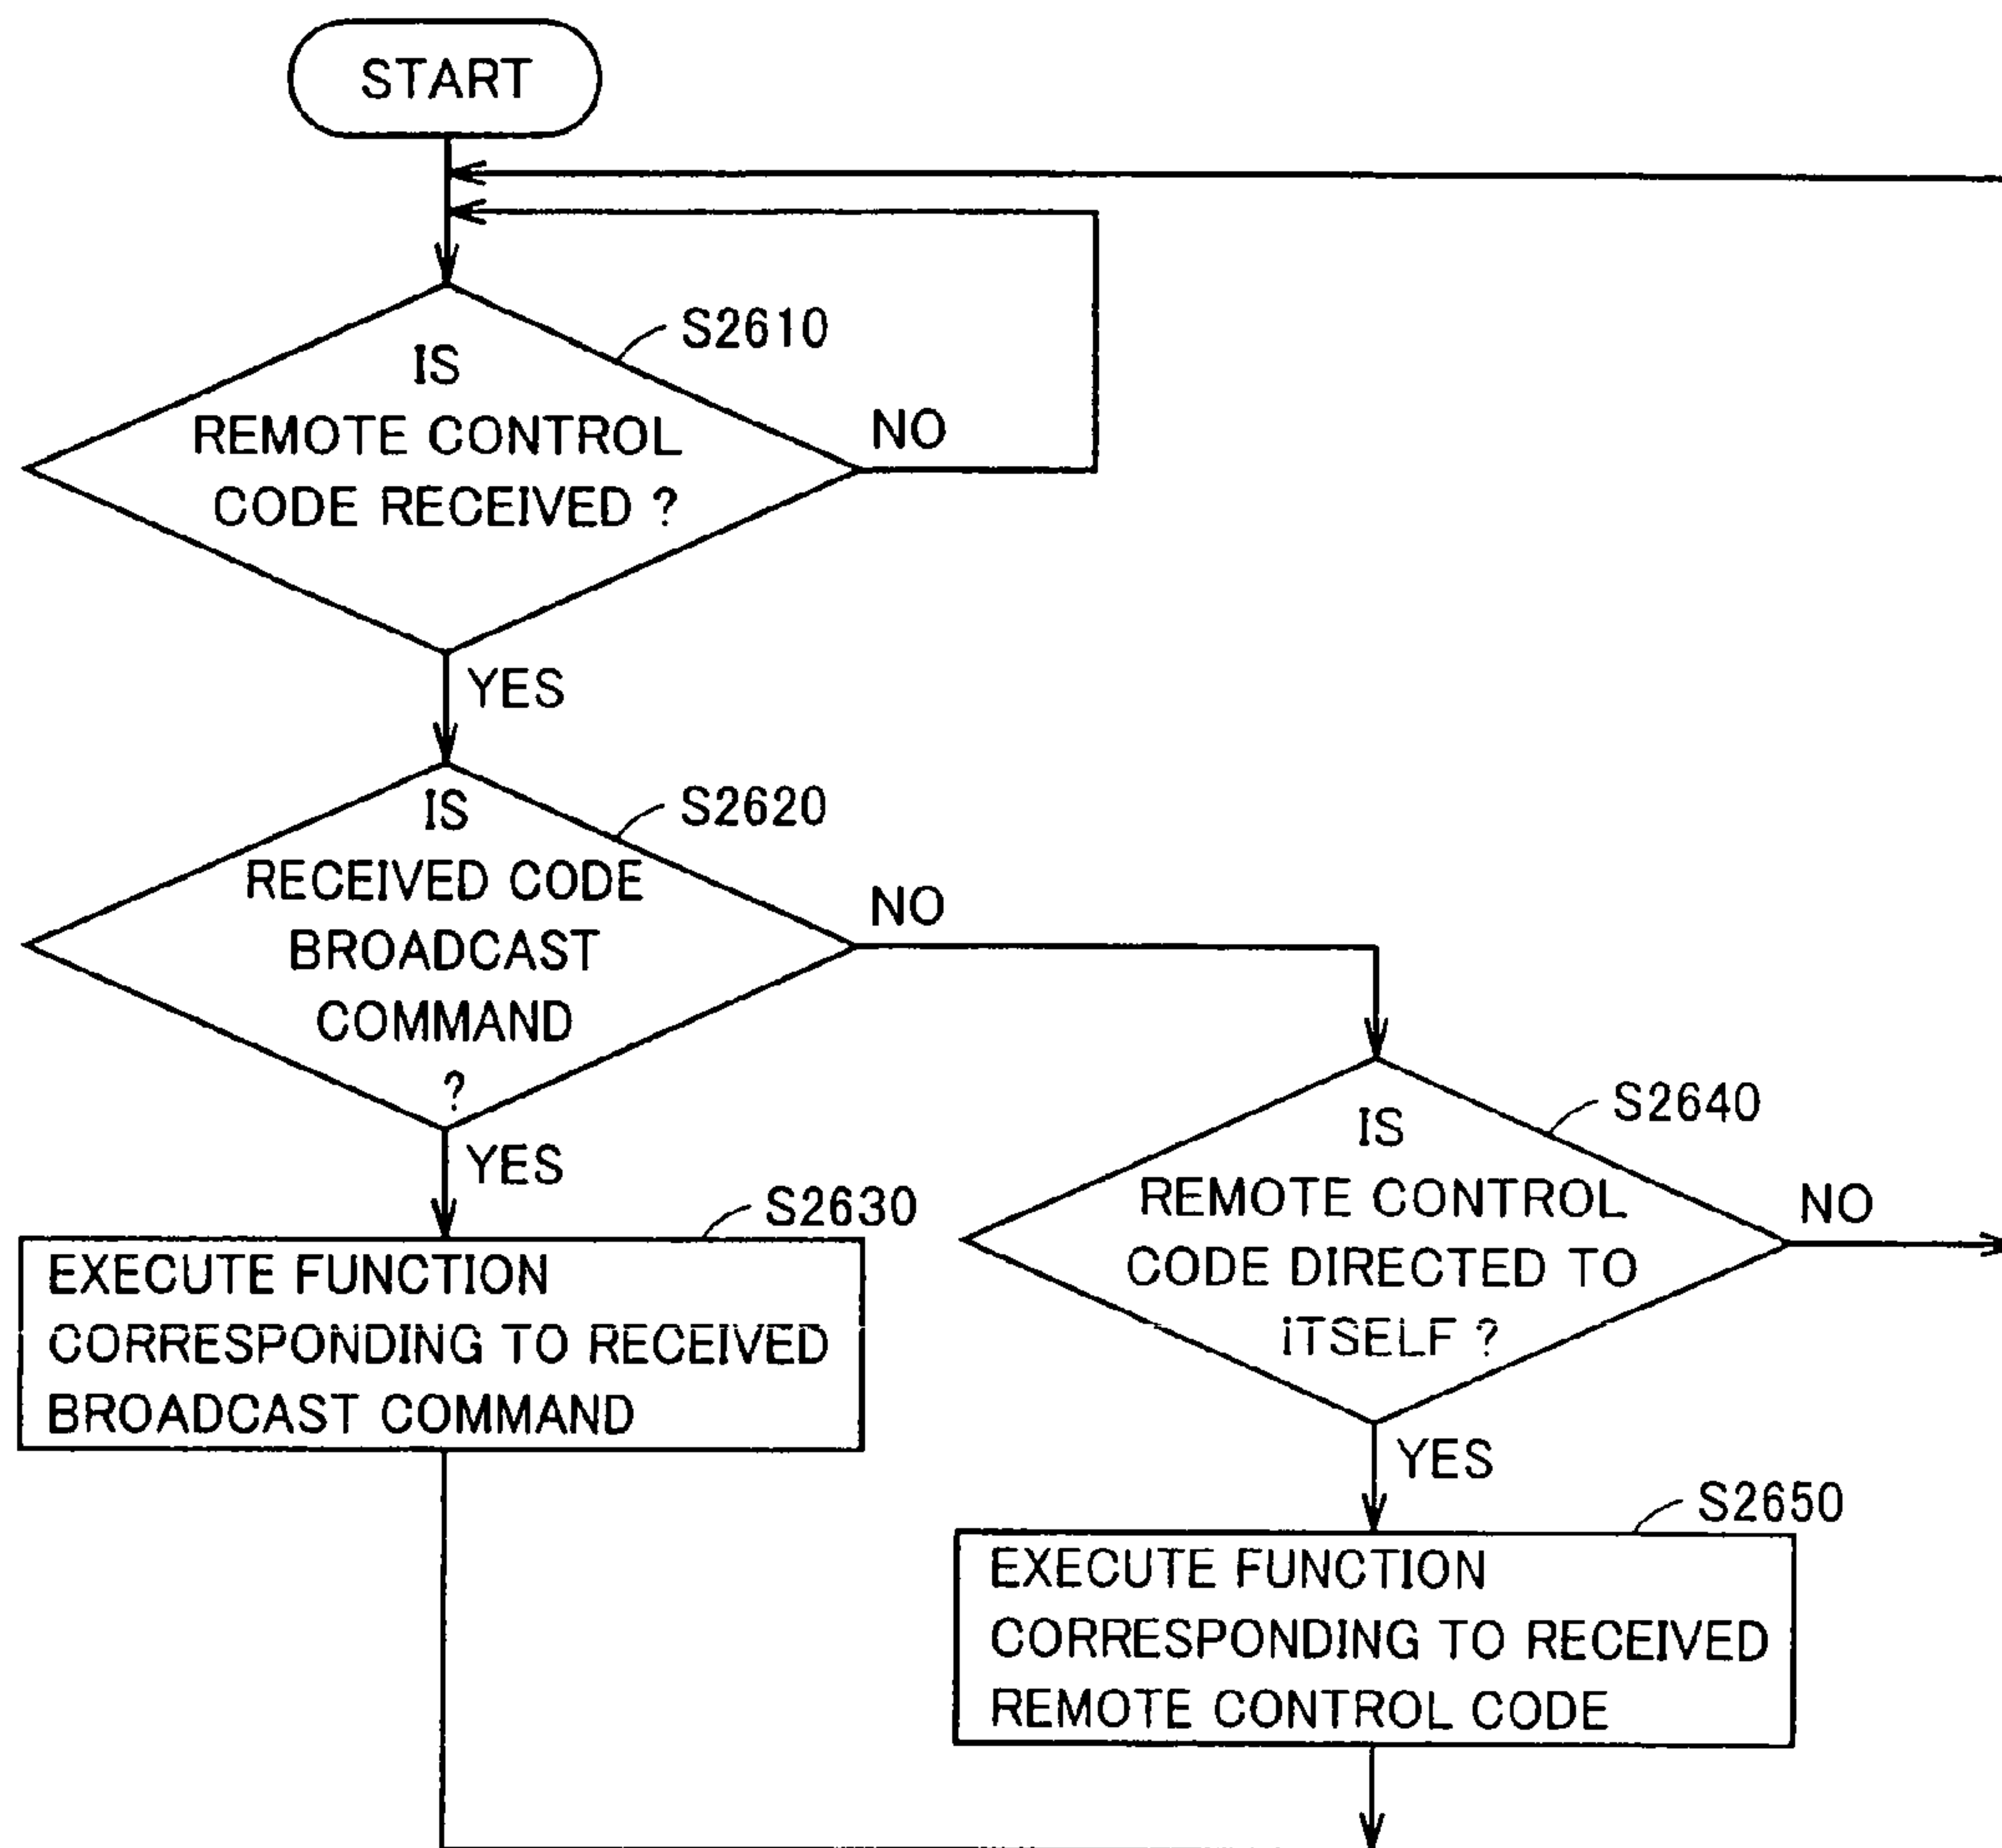 START
S2610
IS
REMOTE CONTROL
CODE RECEIVED ?
NO
YES
S2620
IS
RECEIVED CODE
BROADCAST
COMMAND
?
NO
YES
S2630
EXECUTE FUNCTION
CORRESPONDING TO RECEIVED
BROADCAST COMMAND
S2640
IS
REMOTE CONTROL
CODE DIRECTED TO
iTSELF ?
NO
YES
S2650
EXECUTE FUNCTION
CORRESPONDING TO RECEIVED
REMOTE CONTROL CODE